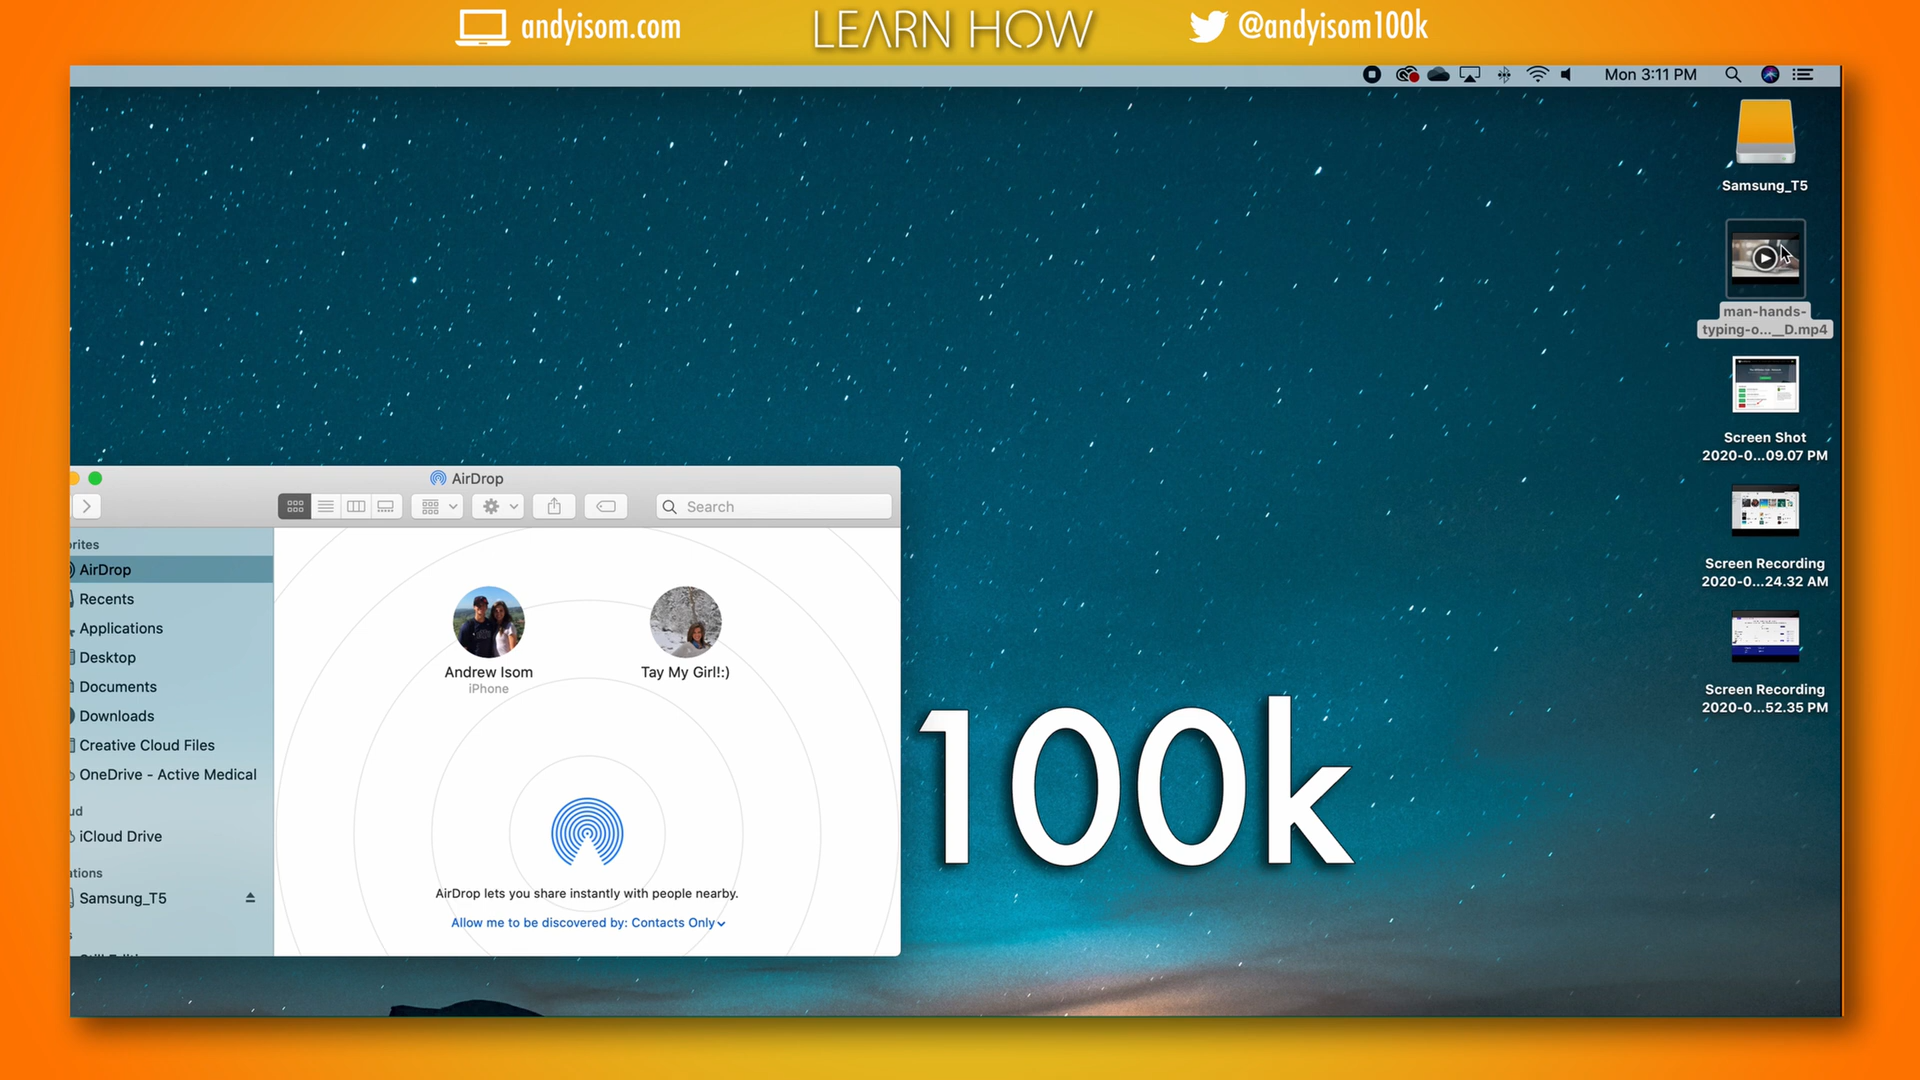 andyisom.com
LEARN HOW
@andyisom100k
Mon 3:11 PM
Samsung_T5
man-hands-
typing-o...__D.mp4
Screen Shot
2020-0...09.07 PM
Screen Recording
2020-0...24.32 AM
Screen Recording
2020-0...52.35 PM
AirDrop
Search
orites
AirDrop
Recents
Applications
Desktop
Documents
Downloads
Creative Cloud Files
OneDrive - Active Medical
ud
iCloud Drive
ations
Samsung_T5
s
Andrew Isom
iPhone
Tay My Girl!:)
AirDrop lets you share instantly with people nearby.
Allow me to be discovered by: Contacts Only
100k